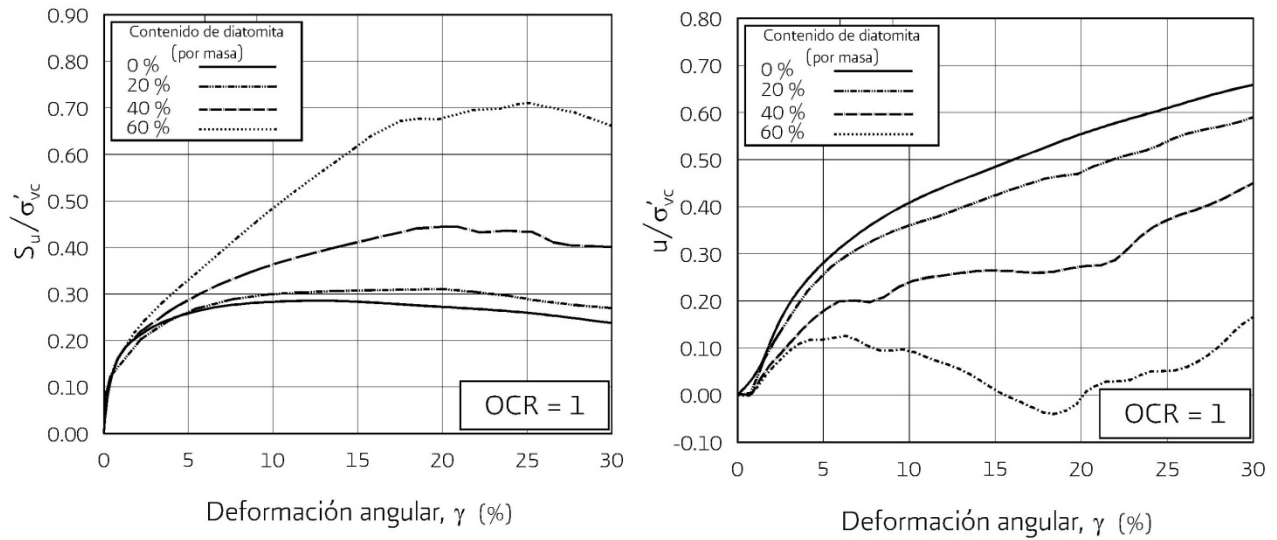 0.90
0.80
0.70
0.60
0.50
0.40
0.30
0.20
0.10
0.00
Su/σ'vc
Contenido de diatomita
(por masa)
0 %
20 %
40 %
60 %
OCR = 1
0 5 10 15 20 25 30
Deformación angular, γ (%)
0.80
0.70
0.60
0.50
0.40
0.30
0.20
0.10
0.00
-0.10
u/σ'vc
Contenido de diatomita
(por masa)
0 %
20 %
40 %
60 %
OCR = 1
0 5 10 15 20 25 30
Deformación angular, γ (%)